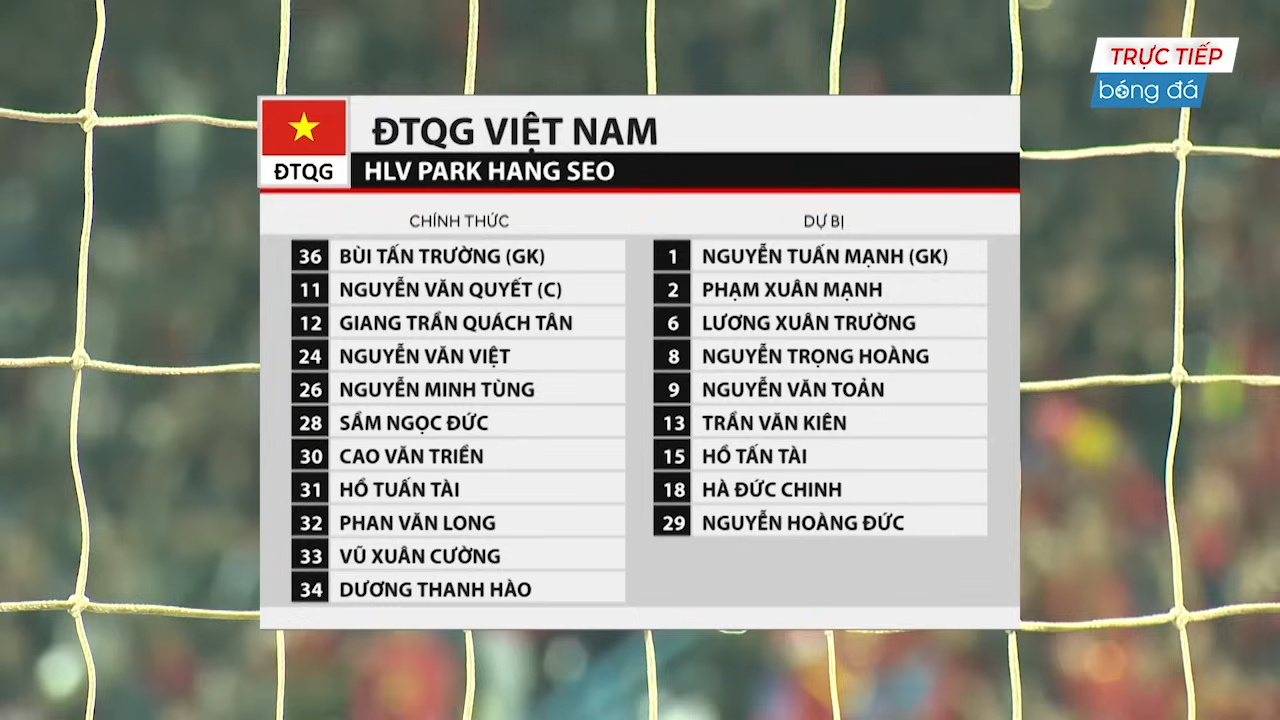 TRỰC TIẾP
bóng đá
ĐTQG VIỆT NAM
ĐTQG
HLV PARK HANG SEO
CHÍNH THỨC
36 BÙI TẤN TRƯỜNG (GK)
11 NGUYỄN VĂN QUYẾT (C)
12 GIANG TRẦN QUÁCH TÂN
24 NGUYỄN VĂN VIỆT
26 NGUYỄN MINH TÙNG
28 SẦM NGỌC ĐỨC
30 CAO VĂN TRIỀN
31 HỒ TUẤN TÀI
32 PHAN VĂN LONG
33 VŨ XUÂN CƯỜNG
34 DƯƠNG THANH HÀO
DỰ BỊ
1 NGUYỄN TUẤN MẠNH (GK)
2 PHẠM XUÂN MẠNH
6 LƯƠNG XUÂN TRƯỜNG
8 NGUYỄN TRỌNG HOÀNG
9 NGUYỄN VĂN TOẢN
13 TRẦN VĂN KIÊN
15 HỒ TẤN TÀI
18 HÀ ĐỨC CHINH
29 NGUYỄN HOÀNG ĐỨC